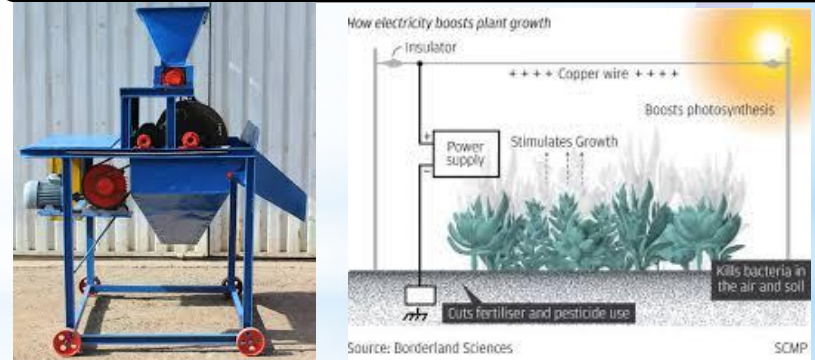 How electricity boosts plant growth
Insulator
+ + + + Copper wire + + + +
Boosts photosynthesis
+
Power
supply
−
Stimulates Growth
Kills bacteria in
the air and soil
Cuts fertiliser and pesticide use
Source: Borderland Sciences
SCMP